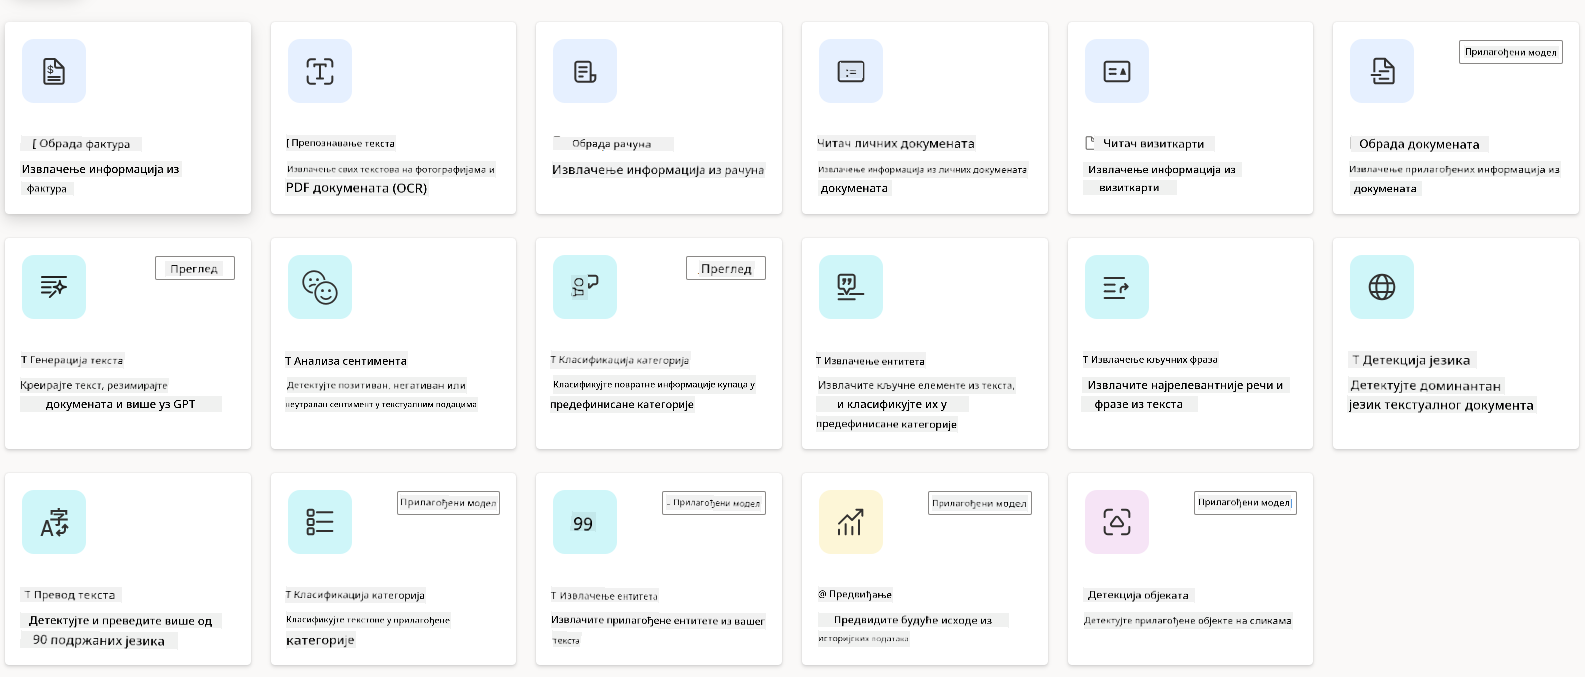 Прилагођени модел
[ Обрада фактура
Извлачење информација из
фактура
[ Препознавање текста
Извлачење свих текстова на фотографијама и
PDF документа (OCR)
Обрада рачуна
Извлачење информација из рачуна
Читач личних докумената
Извлачење информација из личних докумената
документа
Читач визиткарти
Извлачење информација из
визиткарти
Обрада докумената
Извлачење прилагођених информација из
документа
Преглед
Т Генерација текста
Креирајте текст, резимирајте
документа и више уз GPT
Т Анализа сентимента
Детектујте позитиван, негативан или
неутралан сентимент у текстуалним подацима
Преглед
Т Класификација категорија
Класификујте повратне информације купаца у
предефинисане категорије
Т Извлачење ентитета
Извлачите кључне елементе из текста,
и класификујте их у
предефинисане категорије
Т Извлачење кључних фраза
Извлачите најрелевантније речи и
фразе из текста
Т Детекција језика
Детектујте доминантан
језик текстуалног документа
Т Превод текста
Детектујте и преведите више од
90 подржаних језика
Прилагођени модел
Т Класификација категорија
Класификујте текстове у прилагођене
категорије
Прилагођени модел
99
Т Извлачење ентитета
Извлачите прилагођене ентитете из вашег
текста
Прилагођени модел
@ Предвиђање
Предвидите будуће исходе из
историјских података
Прилагођени модел
Детекција објеката
Детектујте прилагођене објекте на сликама